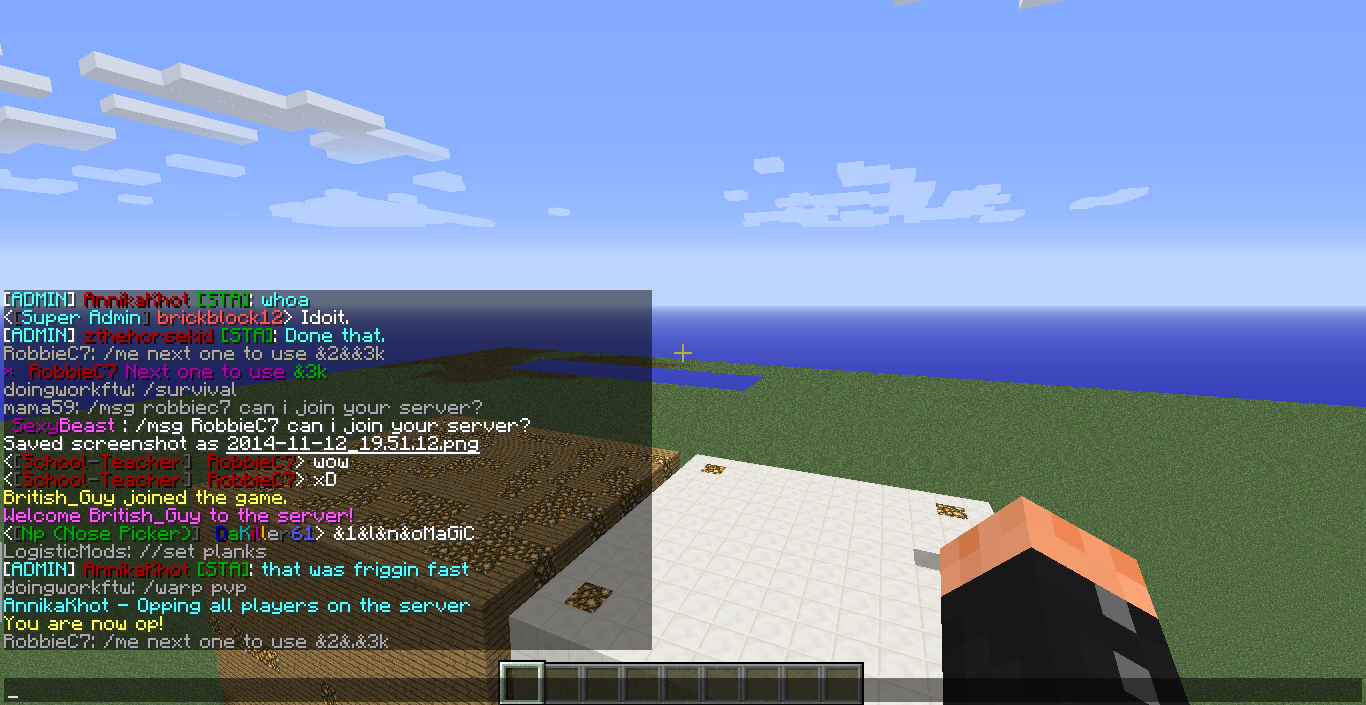 [ADMIN] AnnikaKhot [STA]: whoa
<[Super Admin] brickblock12> Idoit.
[ADMIN] zthehorsekid [STA]: Done that.
RobbieC7: /me next one to use &2&&3k
* RobbieC7 Next one to use &3k
doingworkftw: /survival
mama59: /msg robbiec7 can i join your server?
SexyBeast : /msg RobbieC7 can i join your server?
Saved screenshot as 2014-11-12_19.51.12.png
<[School-Teacher] RobbieC7> wow
<[School-Teacher] RobbieC7> xD
British_Guy joined the game.
Welcome British_Guy to the server!
<[Np (Nose Picker)] DaKiller61> &1&l&n&oMaGiC
LogisticMods: //set planks
[ADMIN] AnnikaKhot [STA]: that was friggin fast
doingworkftw: /warp pvp
AnnikaKhot - Opping all players on the server
You are now op!
RobbieC7: /me next one to use &2&.&3k
_